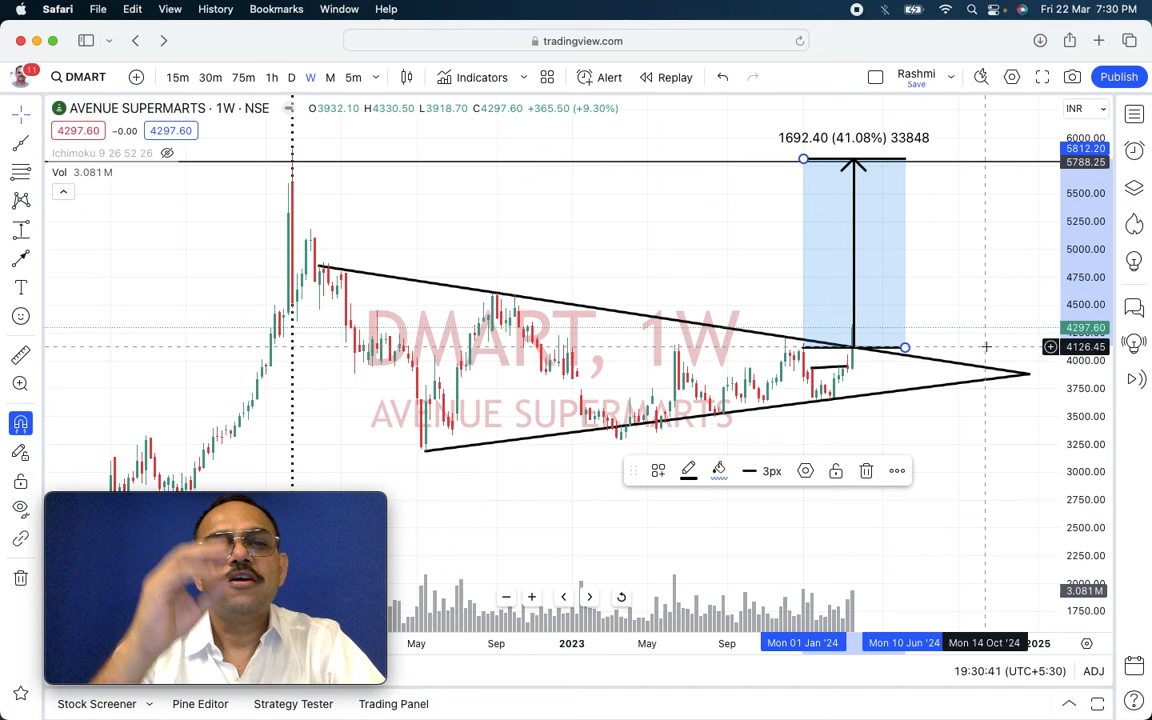 Safari File Edit View History Bookmarks Window Help Fri 22 Mar 7:30 PM
tradingview.com
11 DMART 15m 30m 75m 1h D W M 5m Indicators Alert Replay Rashmi Save Publish
AVENUE SUPERMARTS · 1W · NSE O3932.10 H4330.50 L3918.70 C4297.60 +365.50 (+9.30%) INR
4297.60 -0.00 4297.60
Ichimoku 9 26 52 26
Vol 3.081M
1692.40 (41.08%) 33848
6000.00
5812.20
5788.25
5500.00
5250.00
5000.00
4750.00
4500.00
4297.60
4126.45
4000.00
3750.00
3500.00
3250.00
3000.00
2750.00
2500.00
2250.00
2000.00
3.081M
1750.00
DMART, 1W
AVENUE SUPERMARTS
3px
May Sep 2023 May Sep Mon 01 Jan '24 Mon 10 Jun '24 Mon 14 Oct '24 2025
19:30:41 (UTC+5:30) ADJ
Stock Screener Pine Editor Strategy Tester Trading Panel